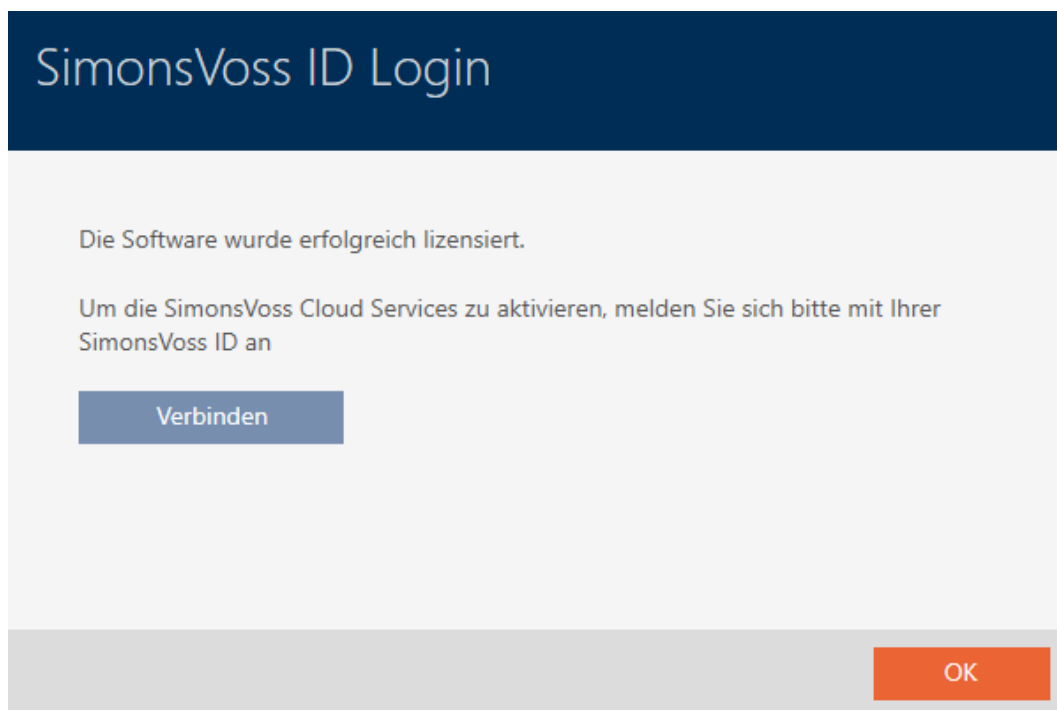 SimonsVoss ID Login
Die Software wurde erfolgreich lizensiert.
Um die SimonsVoss Cloud Services zu aktivieren, melden Sie sich bitte mit Ihrer
SimonsVoss ID an
Verbinden
OK